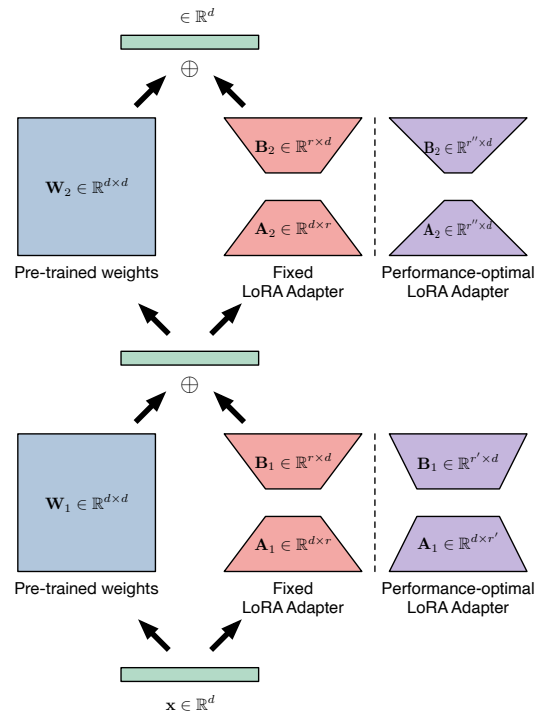 ∈ ℝ^d
⊕
W₂ ∈ ℝ^{d×d}
B₂ ∈ ℝ^{r×d}
B₂ ∈ ℝ^{r''×d}
A₂ ∈ ℝ^{d×r}
A₂ ∈ ℝ^{r''×d}
Pre-trained weights
Fixed
LoRA Adapter
Performance-optimal
LoRA Adapter
⊕
W₁ ∈ ℝ^{d×d}
B₁ ∈ ℝ^{r×d}
B₁ ∈ ℝ^{r'×d}
A₁ ∈ ℝ^{d×r}
A₁ ∈ ℝ^{d×r'}
Pre-trained weights
Fixed
LoRA Adapter
Performance-optimal
LoRA Adapter
x ∈ ℝ^d